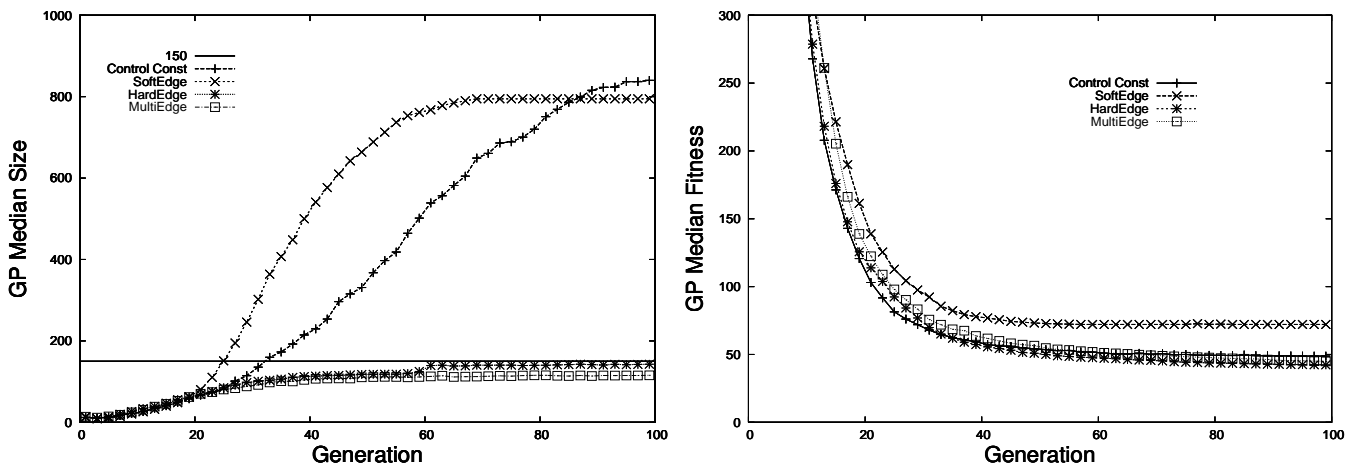 1000
800
600
400
200
0
GP Median Size
150
Control Const
SoftEdge
HardEdge
MultiEdge
0 20 40 60 80 100
Generation
300
250
200
150
100
50
0
GP Median Fitness
Control Const
SoftEdge
HardEdge
MultiEdge
0 20 40 60 80 100
Generation